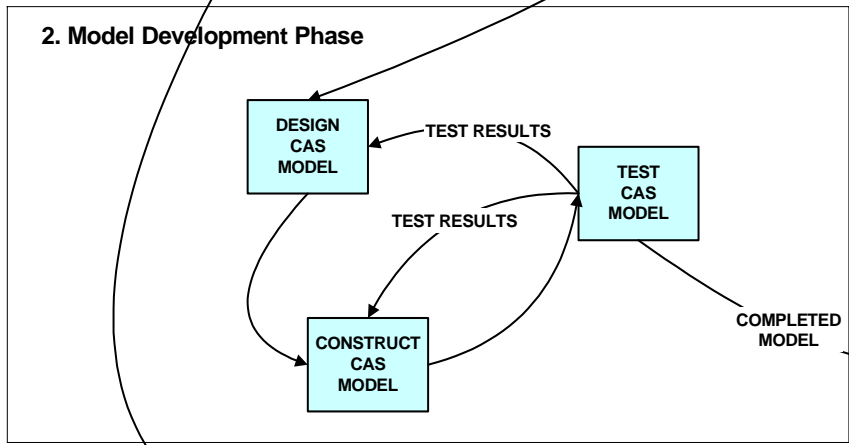 2. Model Development Phase
DESIGN
CAS
MODEL
TEST RESULTS
TEST
CAS
MODEL
TEST RESULTS
CONSTRUCT
CAS
MODEL
COMPLETED
MODEL